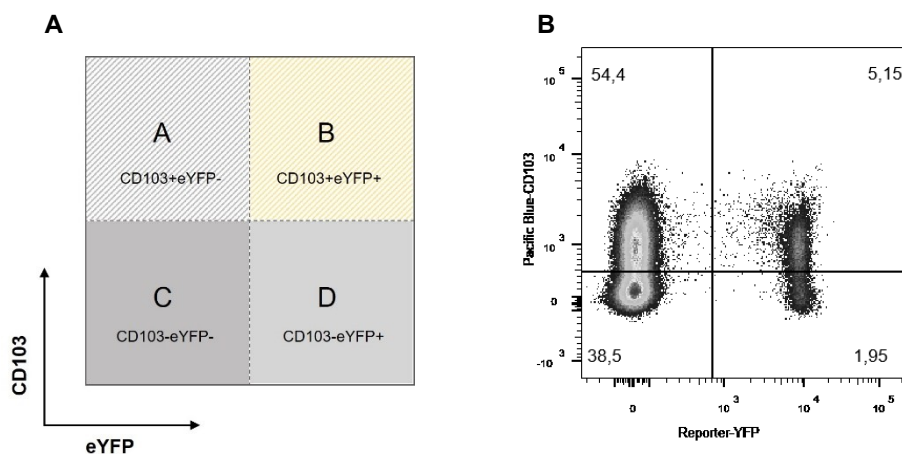 A
B
A
CD103+eYFP-
B
CD103+eYFP+
C
CD103-eYFP-
D
CD103-eYFP+
CD103
eYFP
54,4
5,15
38,5
1,95
10 5
10 4
10 3
0
-10 3
0
10 3
10 4
10 5
Pacific Blue-CD103
Reporter-YFP